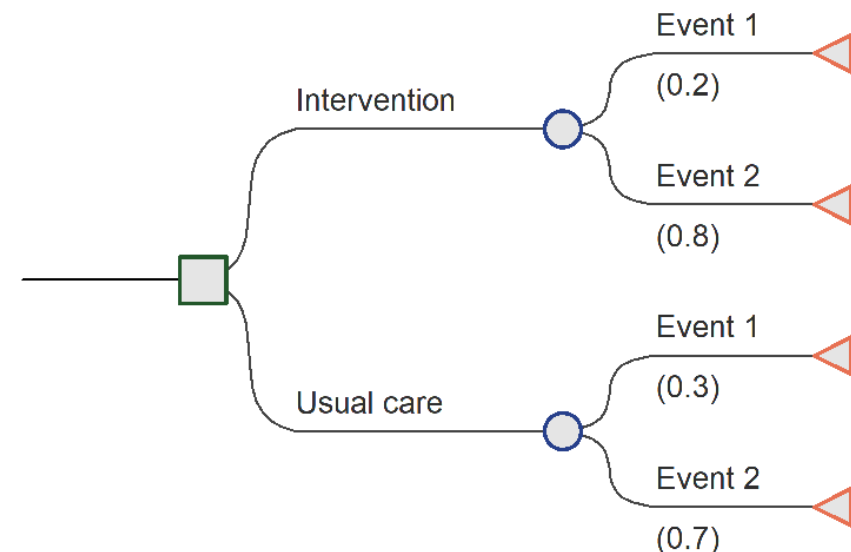 Event 1
(0.2)
Intervention
Event 2
(0.8)
Event 1
(0.3)
Usual care
Event 2
(0.7)